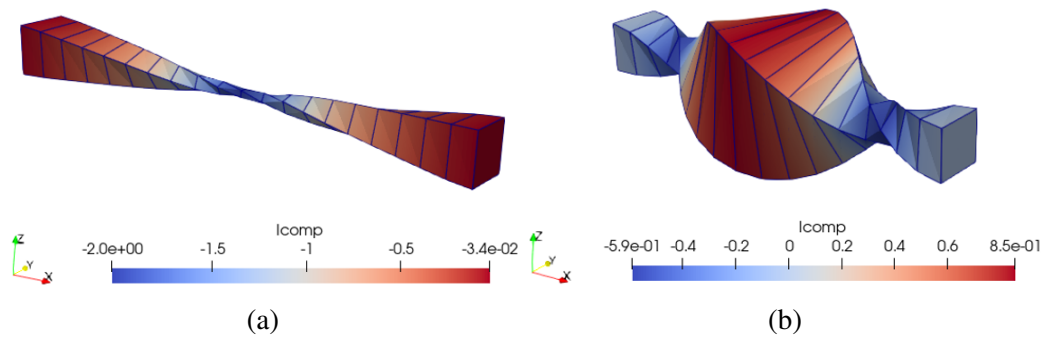 Icomp
-2.0e+00 -1.5 -1 -0.5 -3.4e-02
Z
Y
X
(a)
Icomp
-5.9e-01 -0.4 -0.2 0 0.2 0.4 0.6 8.5e-01
Z
Y
X
(b)